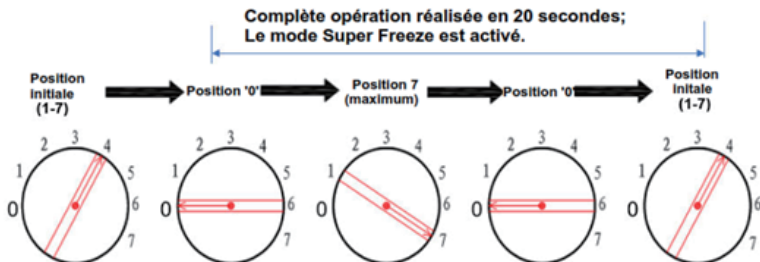 Complète opération réalisée en 20 secondes;
Le mode Super Freeze est activé.
Position
initiale
(1-7)
Position '0'
Position 7
(maximum)
Position '0'
Position
initale
(1-7)
0 1 2 3 4 5 6 7
0 1 2 3 4 5 6 7
0 1 2 3 4 5 6 7
0 1 2 3 4 5 6 7
0 1 2 3 4 5 6 7